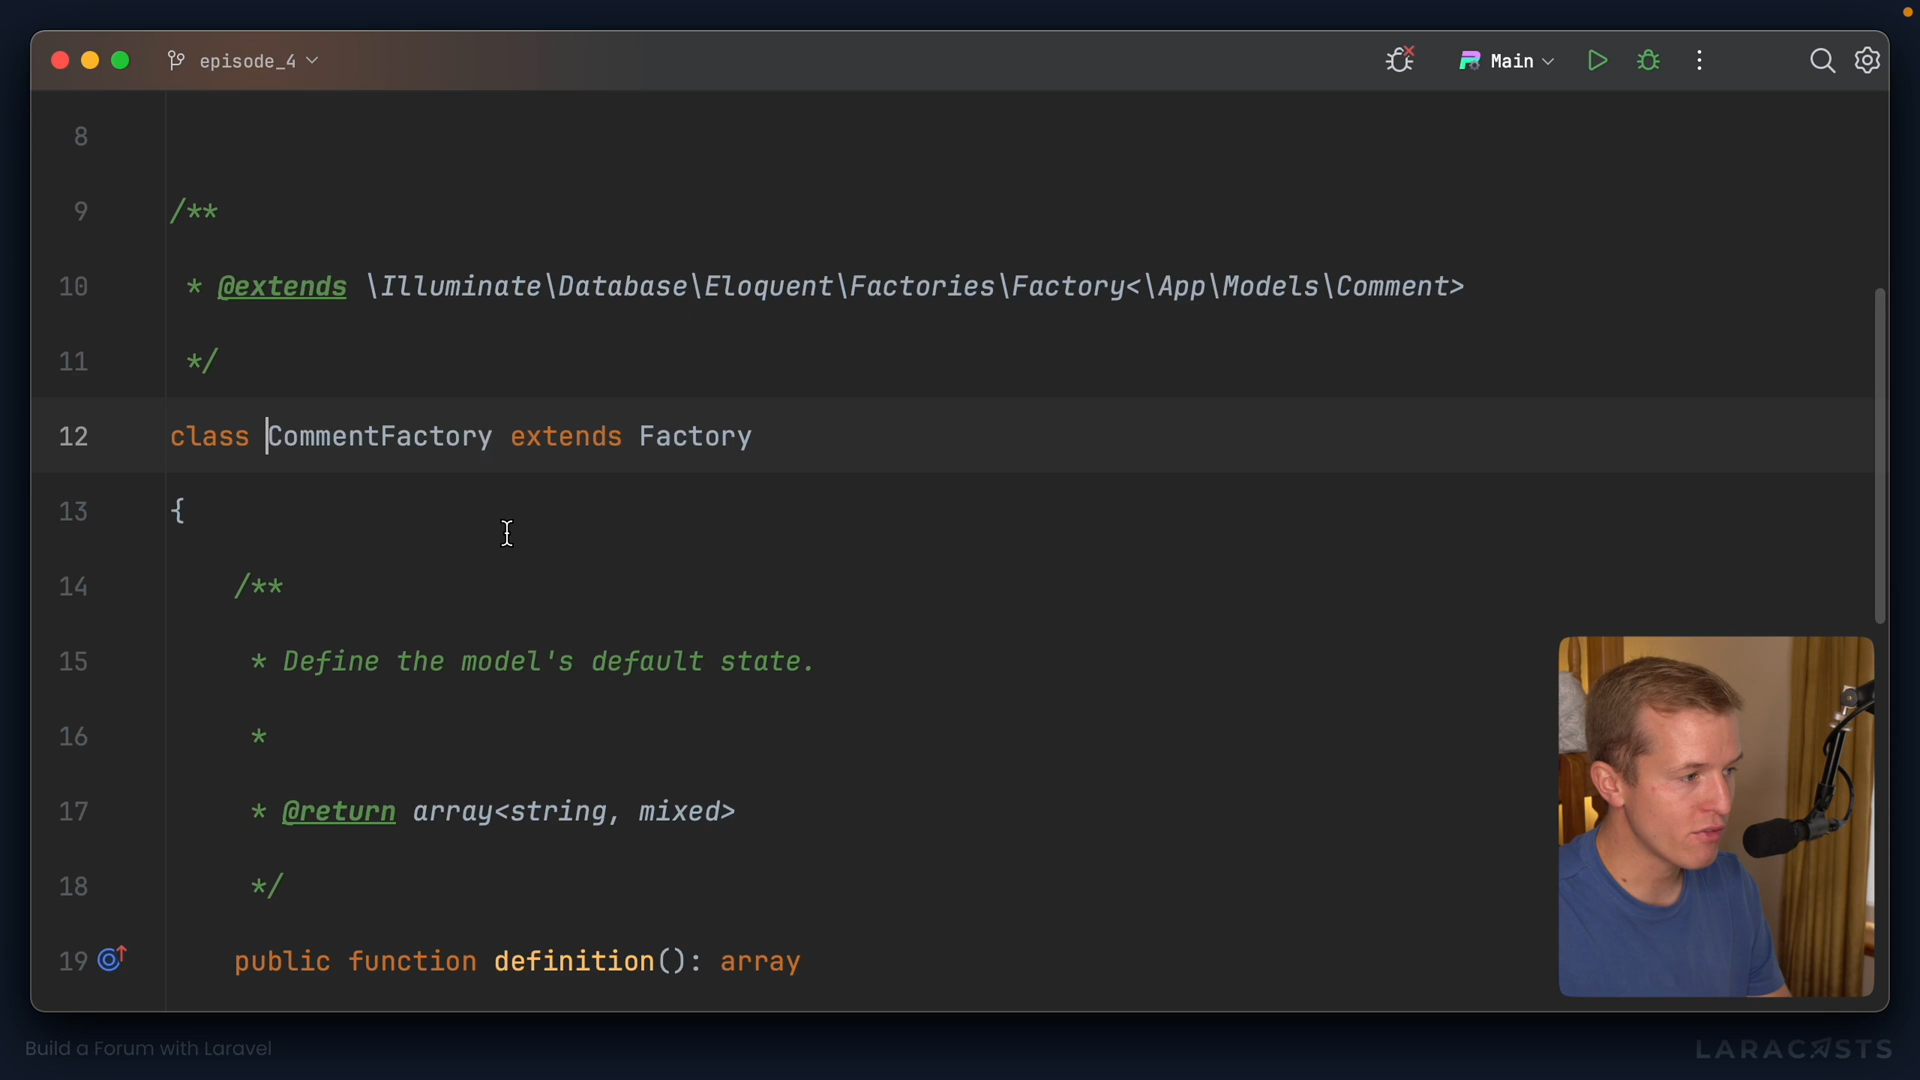 episode_4
Main
8
9 /**
10 * @extends \Illuminate\Database\Eloquent\Factories\Factory<\App\Models\Comment>
11 */
12 class CommentFactory extends Factory
13 {
14 /**
15 * Define the model's default state.
16 *
17 * @return array<string, mixed>
18 */
19 public function definition(): array
Build a Forum with Laravel
LARACASTS